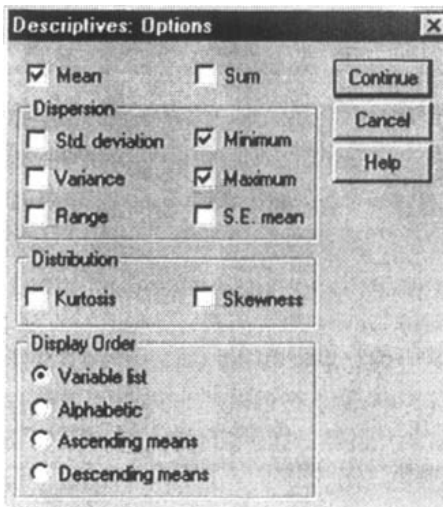 Descriptives: Options
Mean
Sum
Continue
Dispersion
Cancel
Std. deviation
Minimum
Help
Variance
Maximum
Range
S.E. mean
Distribution
Kurtosis
Skewness
Display Order
Variable list
Alphabetic
Ascending means
Descending means